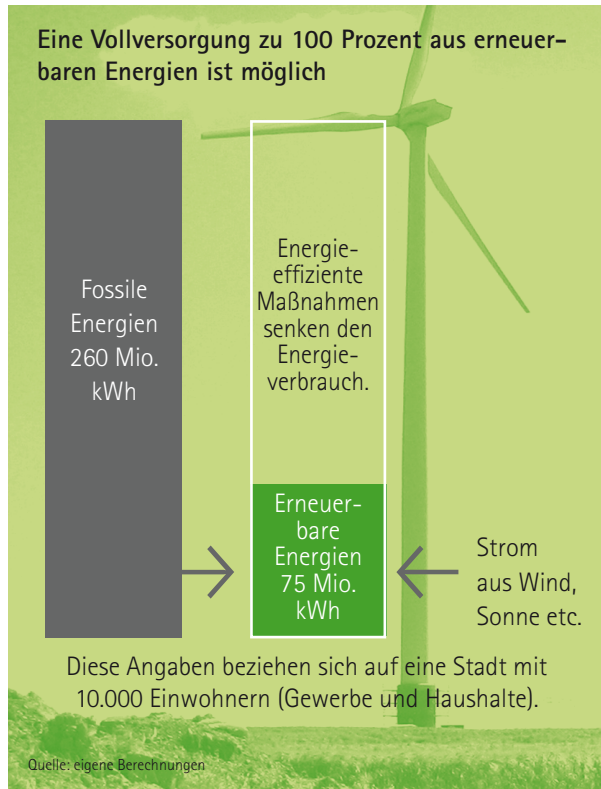 Eine Vollversorgung zu 100 Prozent aus erneuer-
baren Energien ist möglich
Fossile
Energien
260 Mio.
kWh
Energie-
effiziente
Maßnahmen
senken den
Energie-
verbrauch.
Erneuer-
bare
Energien
75 Mio.
kWh
Strom
aus Wind,
Sonne etc.
Diese Angaben beziehen sich auf eine Stadt mit
10.000 Einwohnern (Gewerbe und Haushalte).
Quelle: eigene Berechnungen